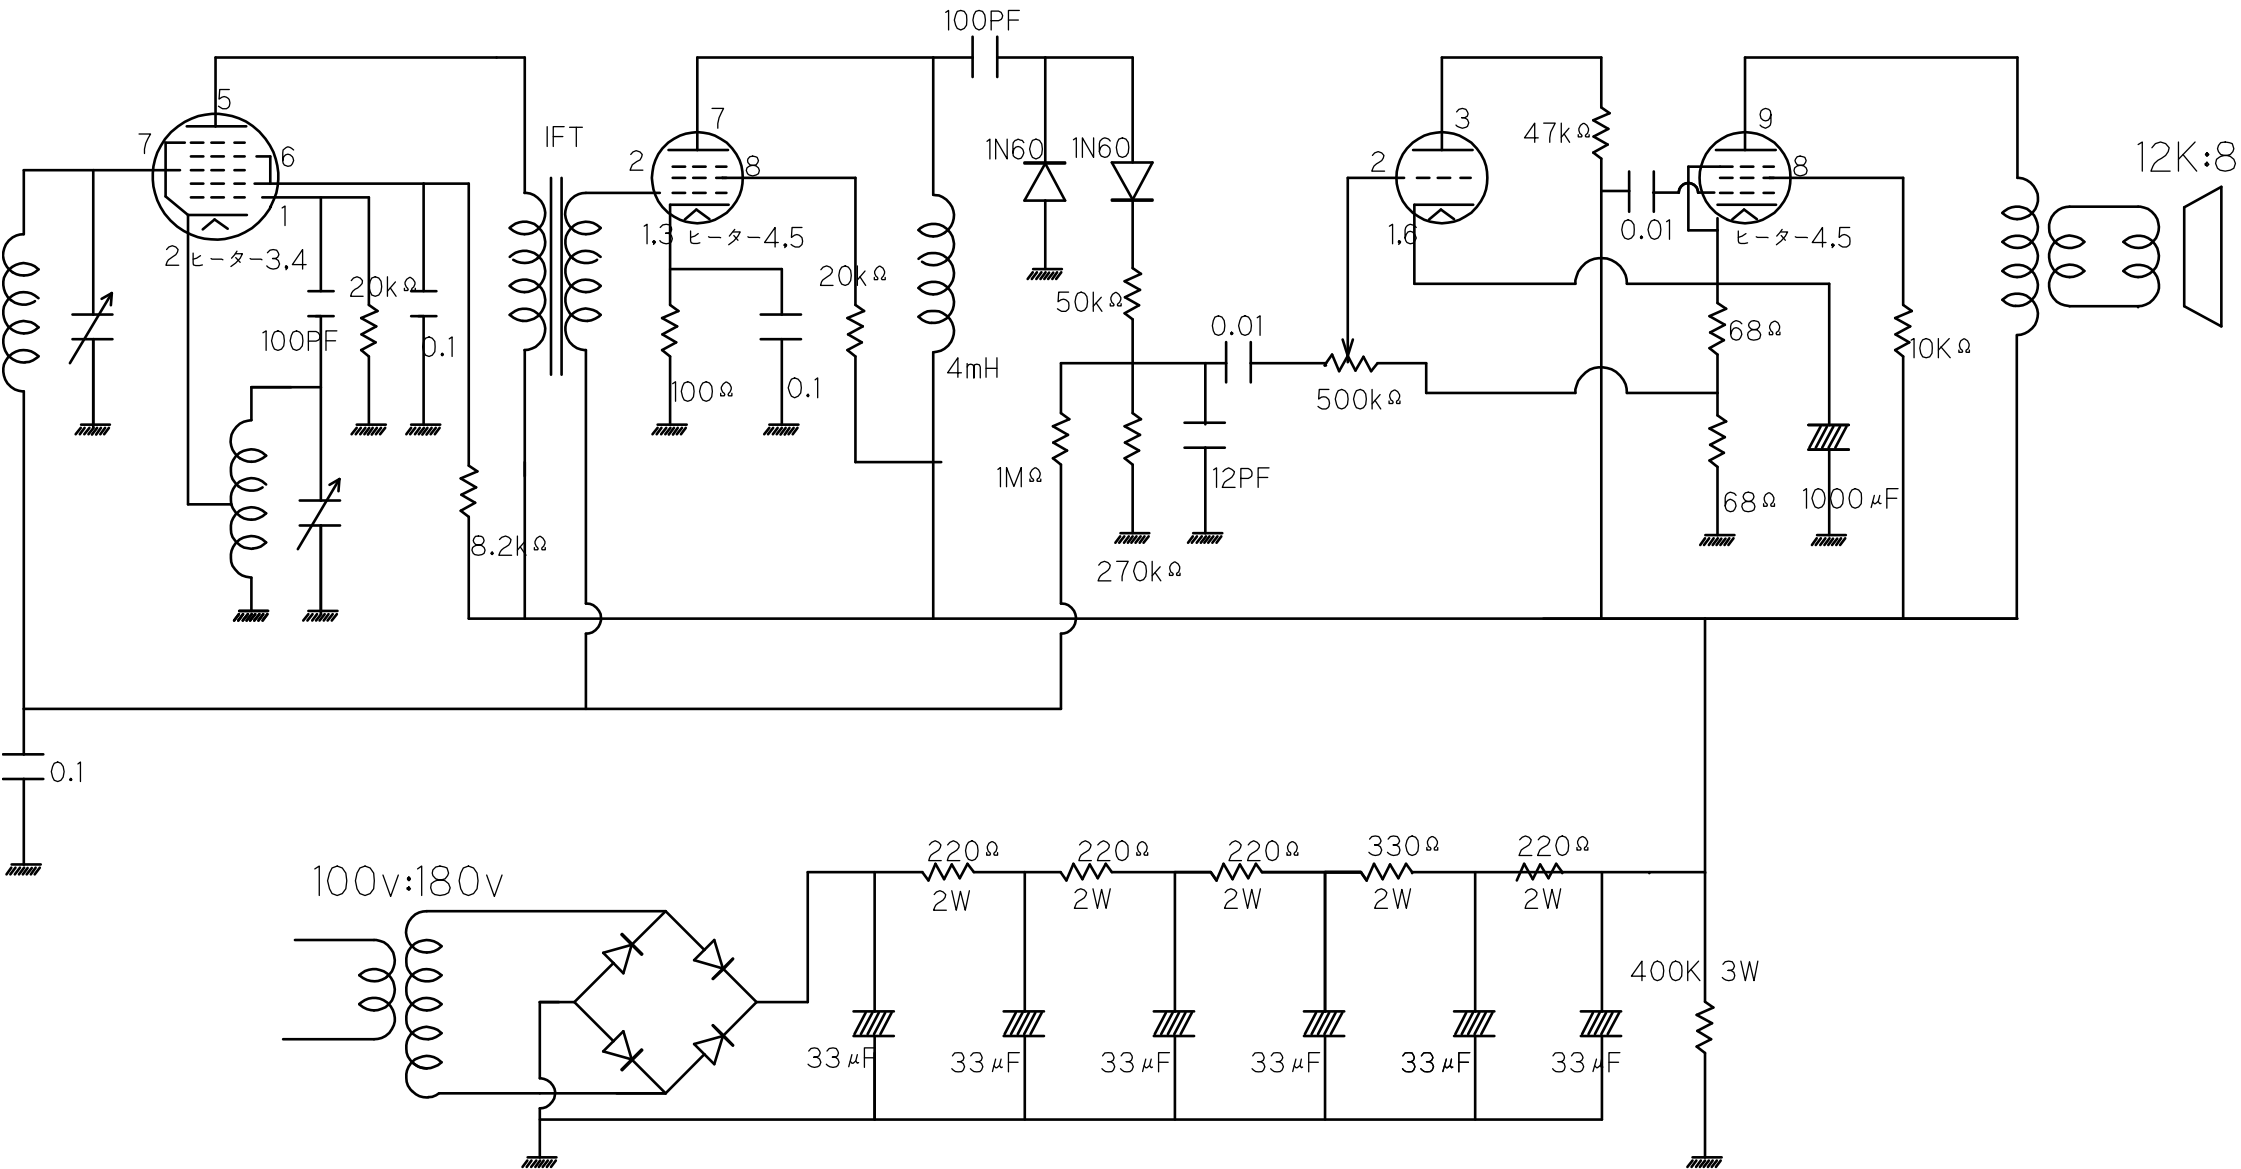 100PF
5
7
6
1
2 ヒーター3,4
20kΩ
100PF
0.1
8.2kΩ
IFT
7
2
8
1,3 ヒーター4,5
20kΩ
100Ω
0.1
4mH
1N60
1N60
50kΩ
0.01
1MΩ
12PF
270kΩ
500kΩ
3
2
1,6
47kΩ
0.01
9
8
ヒーター4,5
68Ω
10KΩ
68Ω
1000μF
12K:8
0.1
100v:180v
220Ω
2W
220Ω
2W
220Ω
2W
330Ω
2W
220Ω
2W
400K 3W
33μF
33μF
33μF
33μF
33μF
33μF